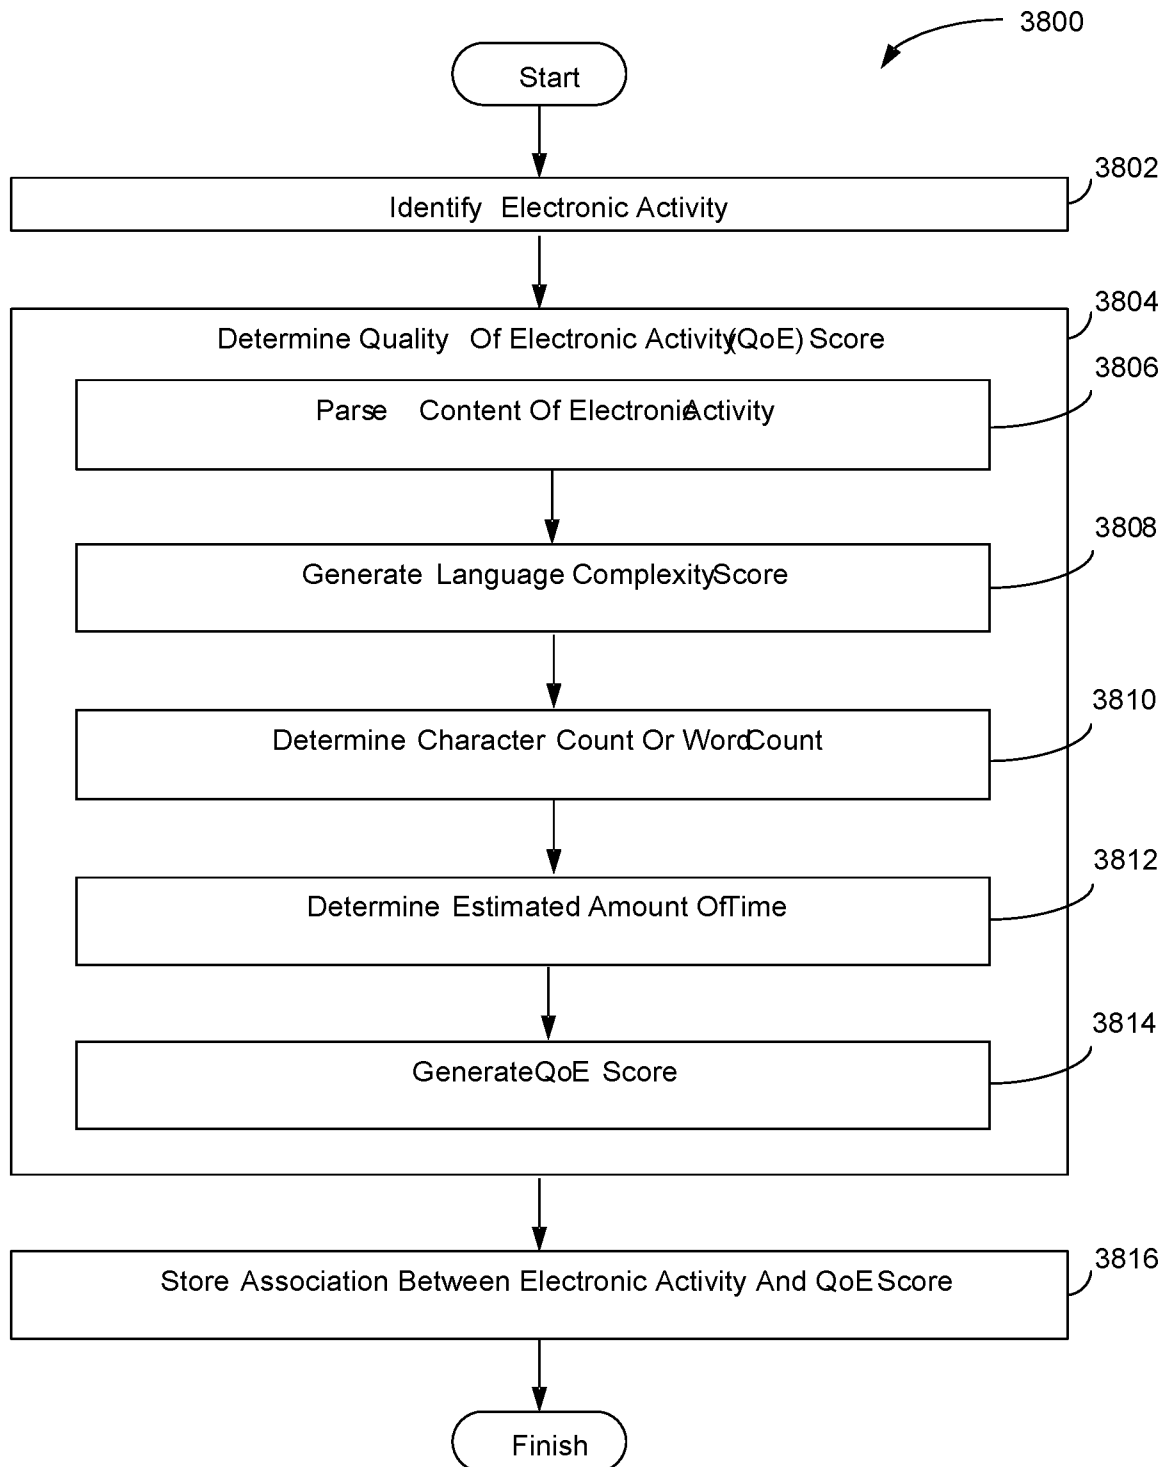 3800
Start
3802
Identify Electronic Activity
3804
Determine Quality Of Electronic Activity(QoE) Score
3806
Parse Content Of Electronic Activity
3808
Generate Language Complexity Score
3810
Determine Character Count Or Word Count
3812
Determine Estimated Amount Of Time
3814
Generate QoE Score
3816
Store Association Between Electronic Activity And QoE Score
Finish